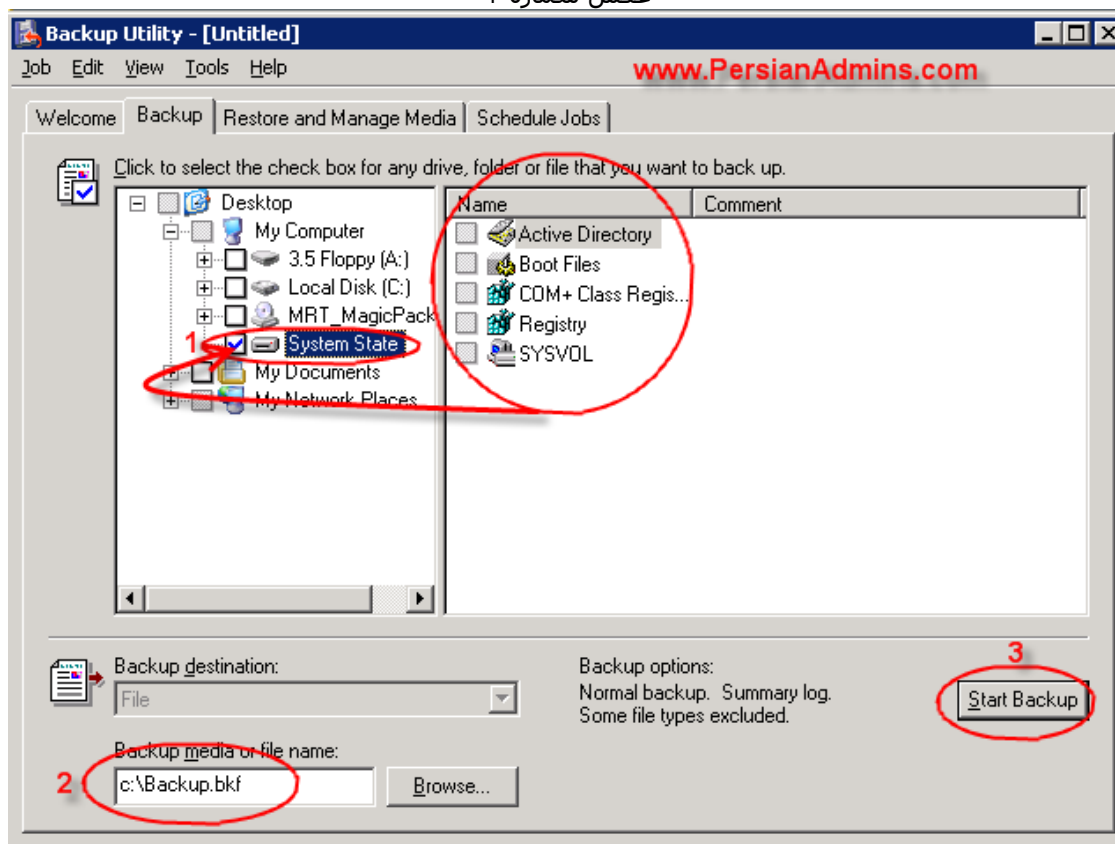 عکس شماره ۱
Backup Utility - [Untitled]
Job Edit View Tools Help
www.PersianAdmins.com
Welcome Backup Restore and Manage Media Schedule Jobs
Click to select the check box for any drive, folder or file that you want to back up.
Desktop
My Computer
3.5 Floppy (A:)
Local Disk (C:)
MRT_MagicPack
1 System State
My Documents
My Network Places
Name Comment
Active Directory
Boot Files
COM+ Class Regis...
Registry
SYSVOL
Backup destination:
File
Backup media or file name:
2 c:\Backup.bkf Browse...
Backup options:
Normal backup. Summary log.
Some file types excluded.
3
Start Backup